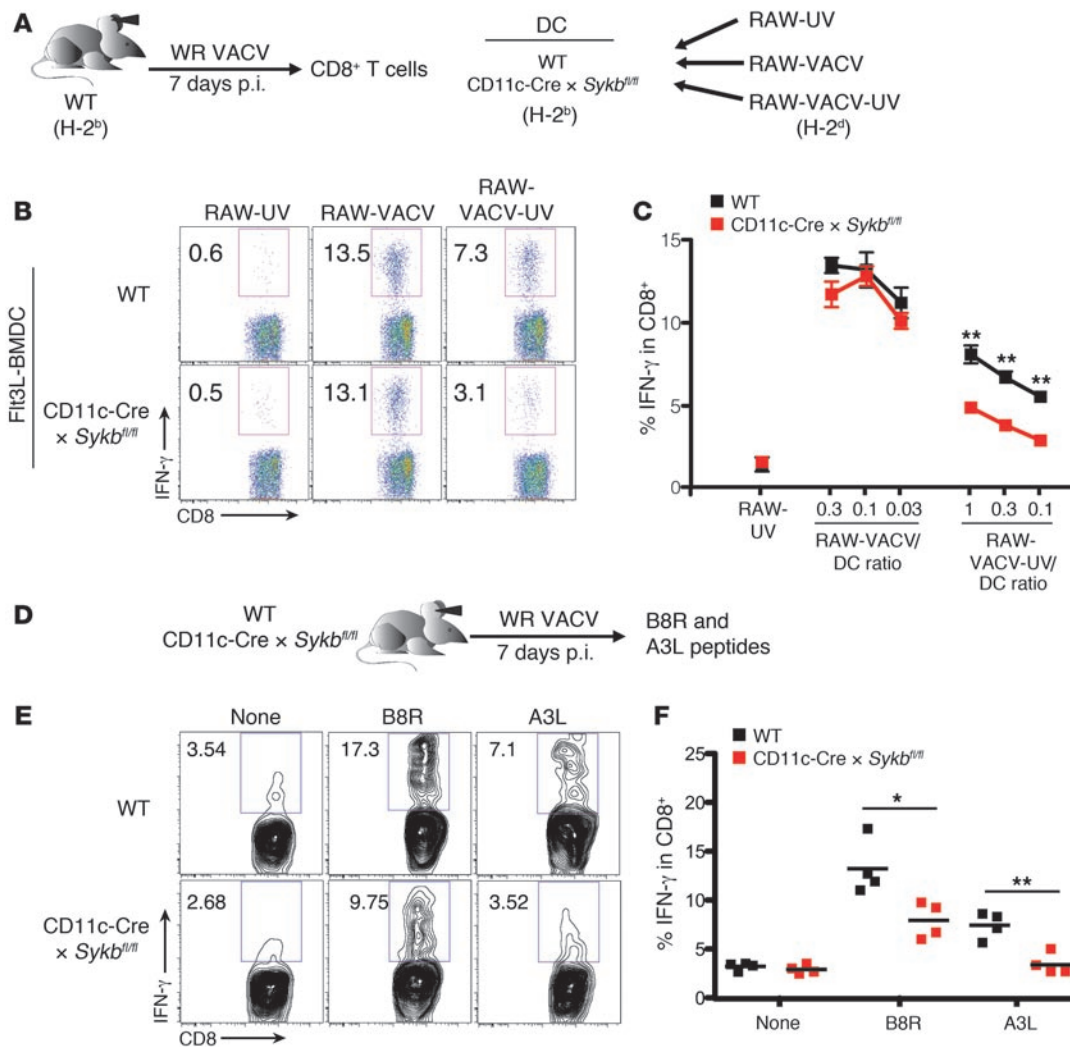 A
WT
(H-2ᵇ)
WR VACV
7 days p.i.
CD8⁺ T cells
DC
WT
CD11c-Cre × Sykbᶠˡ/ᶠˡ
(H-2ᵇ)
RAW-UV
RAW-VACV
RAW-VACV-UV
(H-2ᵈ)
B
RAW-UV
RAW-VACV
RAW-
VACV-UV
Flt3L-BMDC
WT
0.6
13.5
7.3
CD11c-Cre
× Sykbᶠˡ/ᶠˡ
0.5
13.1
3.1
IFN-γ
CD8
C
WT
CD11c-Cre × Sykbᶠˡ/ᶠˡ
% IFN-γ in CD8⁺
15
10
5
0
** ** **
RAW-
UV
0.3 0.1 0.03
RAW-VACV/
DC ratio
1 0.3 0.1
RAW-
VACV-UV/
DC ratio
D
WT
CD11c-Cre × Sykbᶠˡ/ᶠˡ
WR VACV
7 days p.i.
B8R and
A3L peptides
E
None
B8R
A3L
WT
3.54
17.3
7.1
CD11c-Cre
× Sykbᶠˡ/ᶠˡ
2.68
9.75
3.52
IFN-γ
CD8
F
WT
CD11c-Cre × Sykbᶠˡ/ᶠˡ
% IFN-γ in CD8⁺
25
20
15
10
5
0
*
**
None
B8R
A3L